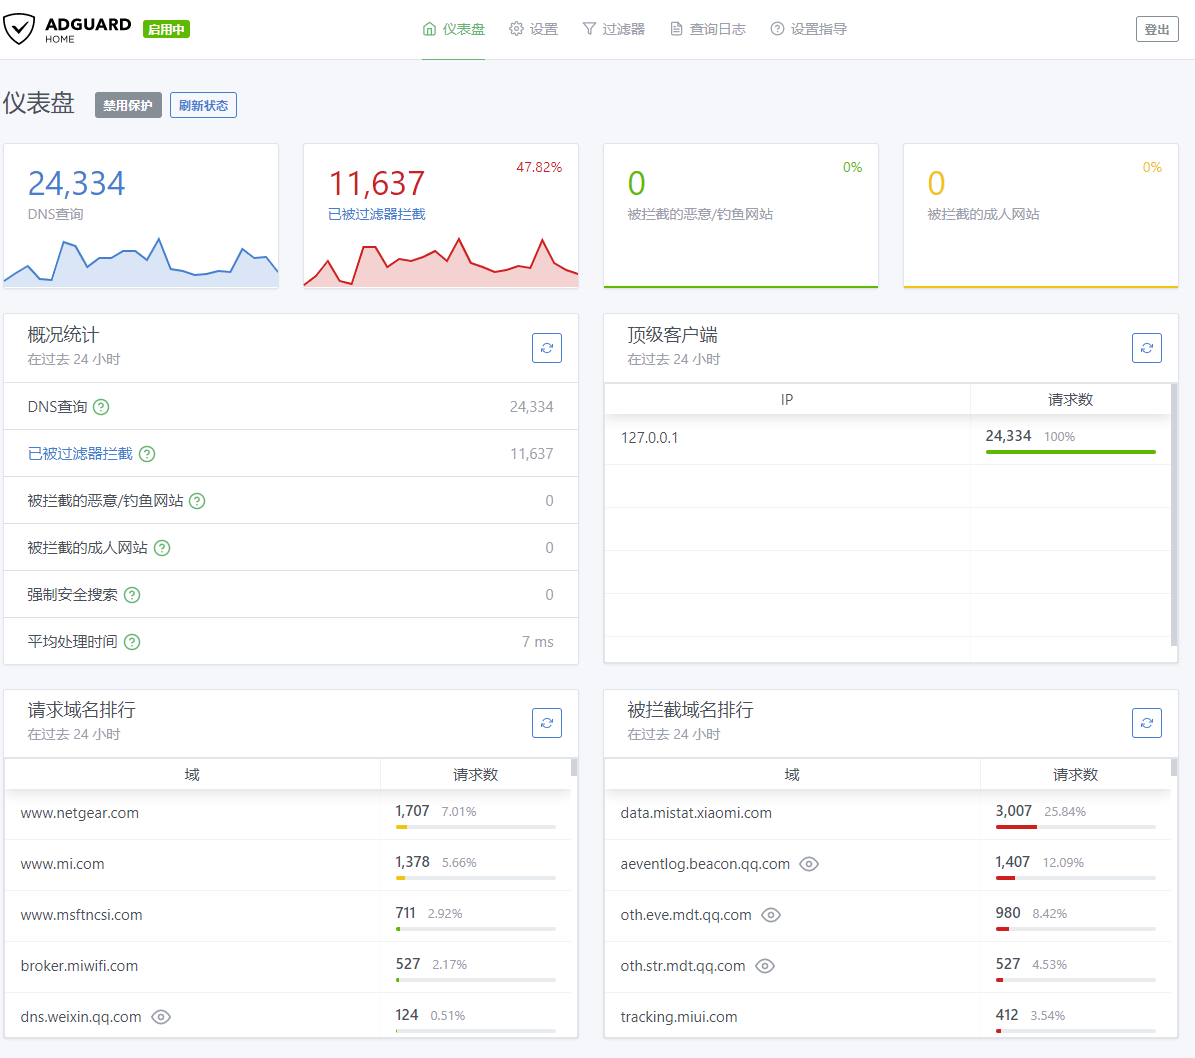 ADGUARD
HOME
启用中
仪表盘
设置
过滤器
查询日志
设置指导
登出
仪表盘
禁用保护
刷新状态
24,334
DNS查询
47.82%
11,637
已被过滤器拦截
0%
0
被拦截的恶意/钓鱼网站
0%
0
被拦截的成人网站
概况统计
在过去 24 小时
DNS查询 24,334
已被过滤器拦截 11,637
被拦截的恶意/钓鱼网站 0
被拦截的成人网站 0
强制安全搜索 0
平均处理时间 7 ms
顶级客户端
在过去 24 小时
IP 请求数
127.0.0.1 24,334 100%
请求域名排行
在过去 24 小时
域 请求数
www.netgear.com 1,707 7.01%
www.mi.com 1,378 5.66%
www.msftncsi.com 711 2.92%
broker.miwifi.com 527 2.17%
dns.weixin.qq.com 124 0.51%
被拦截域名排行
在过去 24 小时
域 请求数
data.mistat.xiaomi.com 3,007 25.84%
aeventlog.beacon.qq.com 1,407 12.09%
oth.eve.mdt.qq.com 980 8.42%
oth.str.mdt.qq.com 527 4.53%
tracking.miui.com 412 3.54%